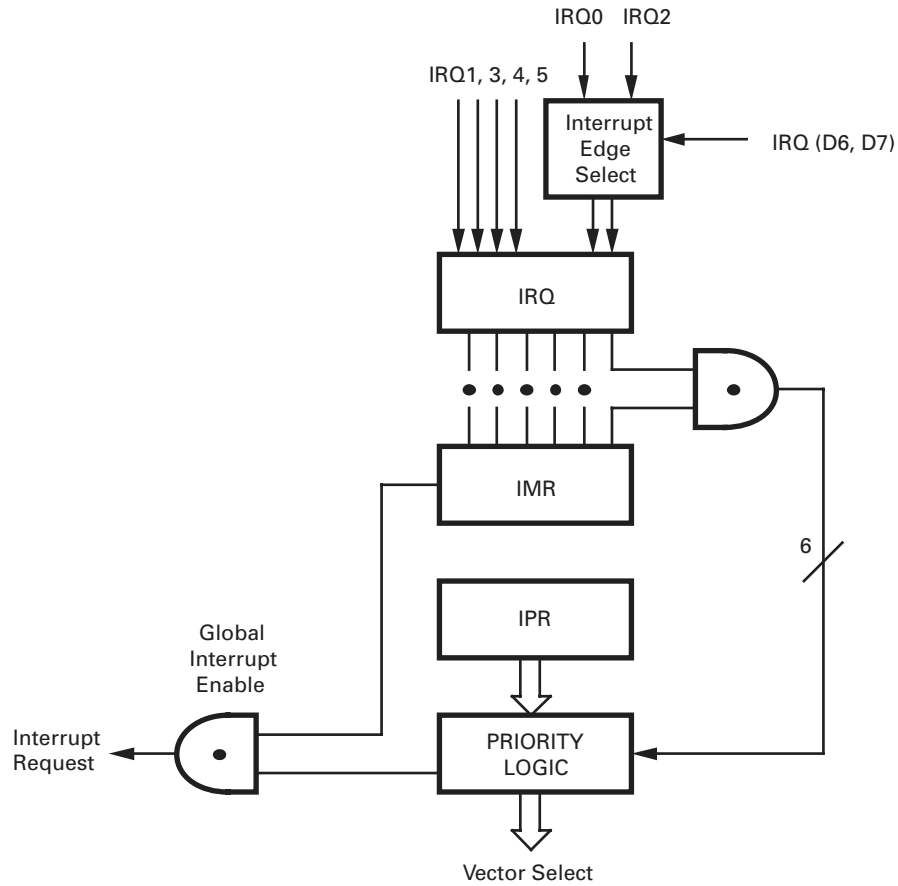 IRQ0
IRQ2
IRQ1, 3, 4, 5
Interrupt
Edge
Select
IRQ (D6, D7)
IRQ
IMR
6
IPR
Global
Interrupt
Enable
Interrupt
Request
PRIORITY
LOGIC
Vector Select